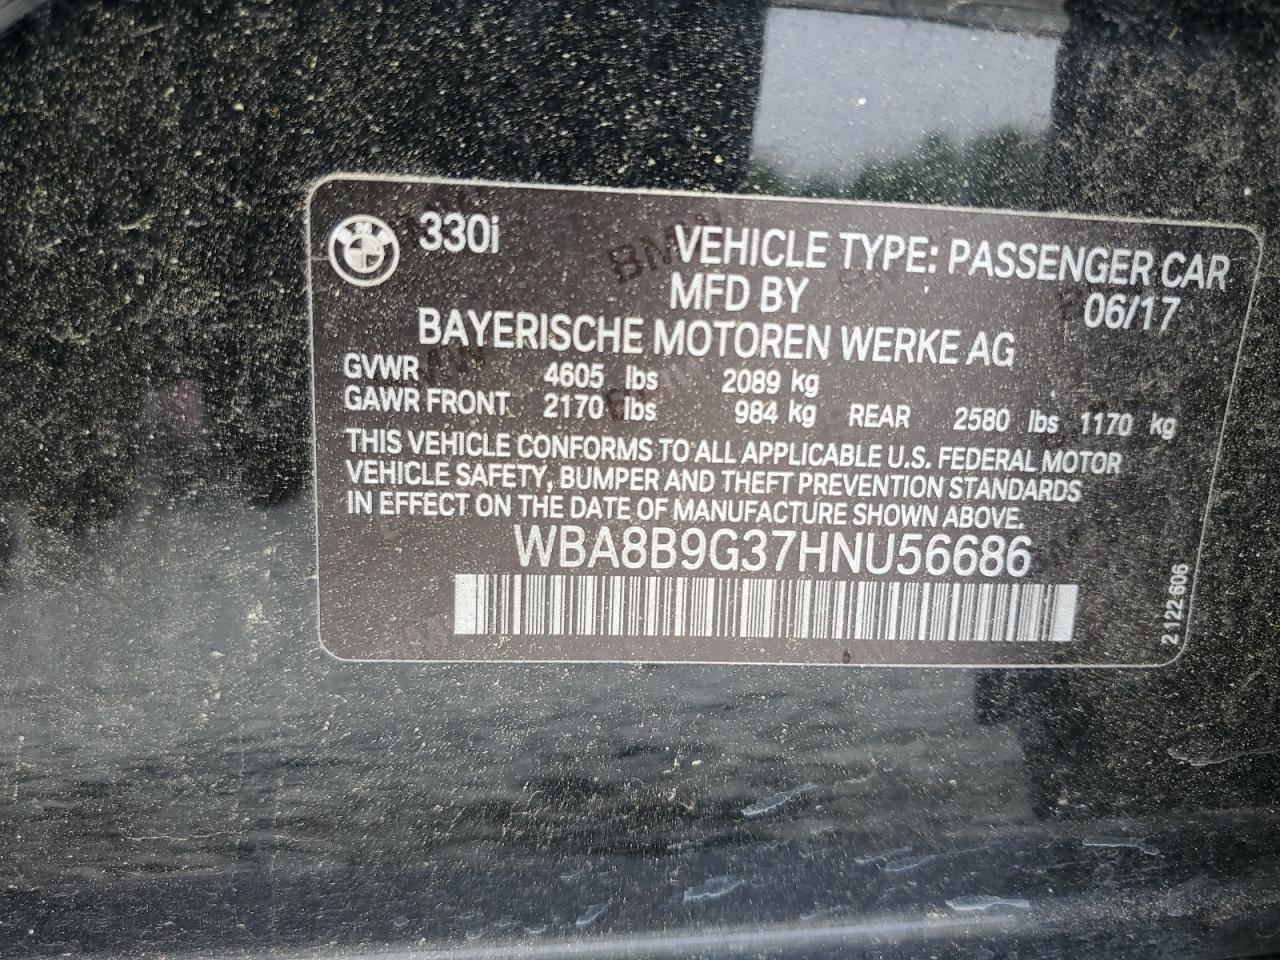 330i
VEHICLE TYPE: PASSENGER CAR
MFD BY 06/17
BAYERISCHE MOTOREN WERKE AG
GVWR 4605 lbs 2089 kg
GAWR FRONT 2170 lbs 984 kg REAR 2580 lbs 1170 kg
THIS VEHICLE CONFORMS TO ALL APPLICABLE U.S. FEDERAL MOTOR
VEHICLE SAFETY, BUMPER AND THEFT PREVENTION STANDARDS
IN EFFECT ON THE DATE OF MANUFACTURE SHOWN ABOVE.
WBA8B9G37HNU56686
2122 606